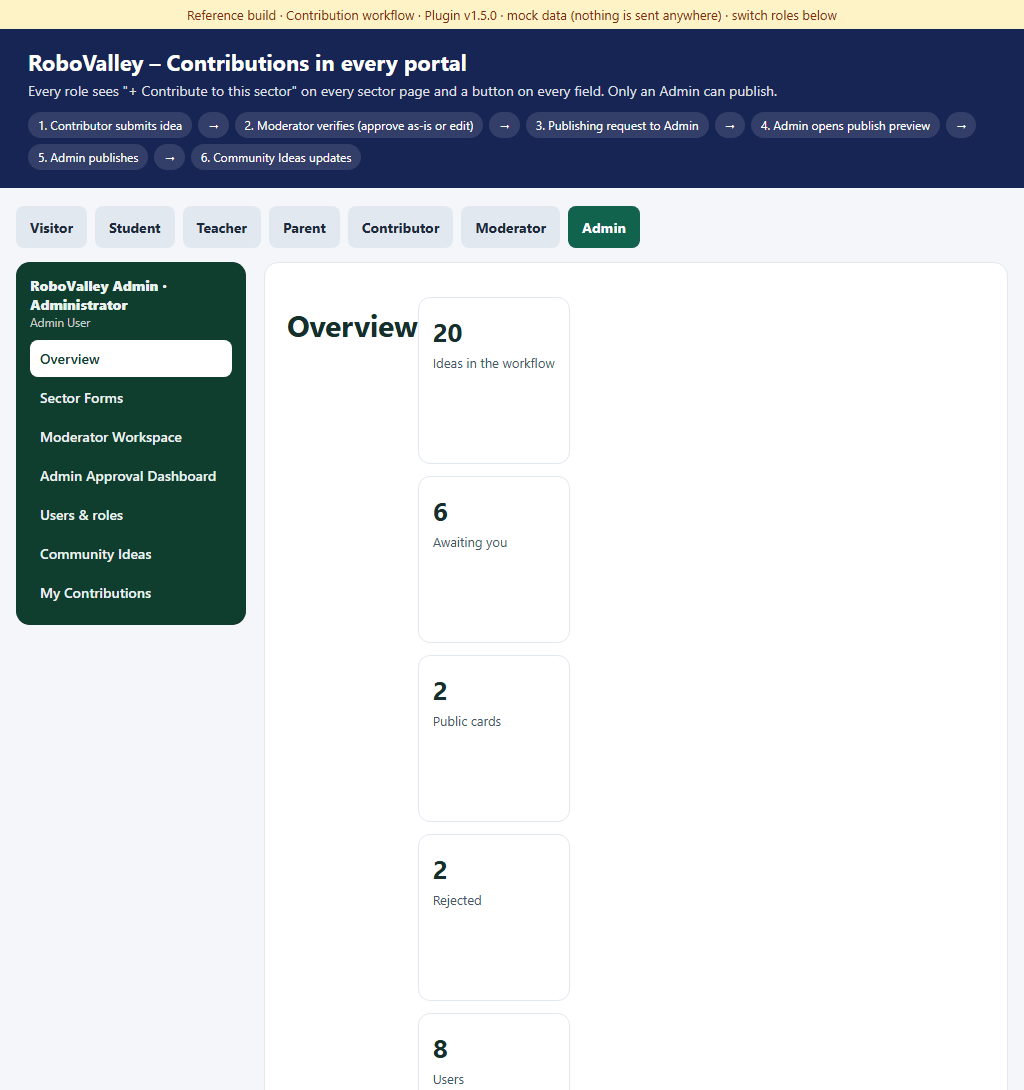 Reference build · Contribution workflow · Plugin v1.5.0 · mock data (nothing is sent anywhere) · switch roles below
RoboValley – Contributions in every portal
Every role sees "+ Contribute to this sector" on every sector page and a button on every field. Only an Admin can publish.
1. Contributor submits idea → 2. Moderator verifies (approve as-is or edit) → 3. Publishing request to Admin → 4. Admin opens publish preview →
5. Admin publishes → 6. Community Ideas updates
Visitor Student Teacher Parent Contributor Moderator Admin
RoboValley Admin ·
Administrator
Admin User
Overview
Sector Forms
Moderator Workspace
Admin Approval Dashboard
Users & roles
Community Ideas
My Contributions
Overview
20
Ideas in the workflow
6
Awaiting you
2
Public cards
2
Rejected
8
Users